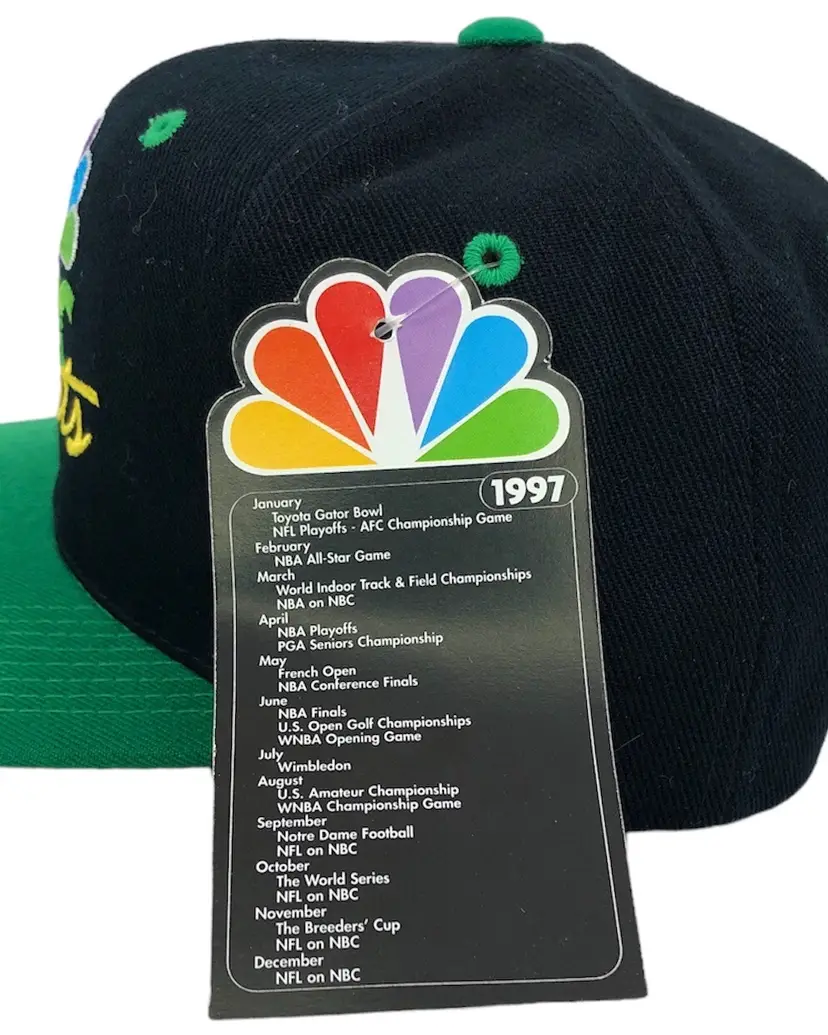 ts
1997
January
Toyota Gator Bowl
NFL Playoffs - AFC Championship Game
February
NBA All-Star Game
March
World Indoor Track & Field Championships
NBA on NBC
April
NBA Playoffs
PGA Seniors Championship
May
French Open
NBA Conference Finals
June
NBA Finals
U.S. Open Golf Championships
WNBA Opening Game
July
Wimbledon
August
U.S. Amateur Championship
WNBA Championship Game
September
Notre Dame Football
NFL on NBC
October
The World Series
NFL on NBC
November
The Breeders' Cup
NFL on NBC
December
NFL on NBC